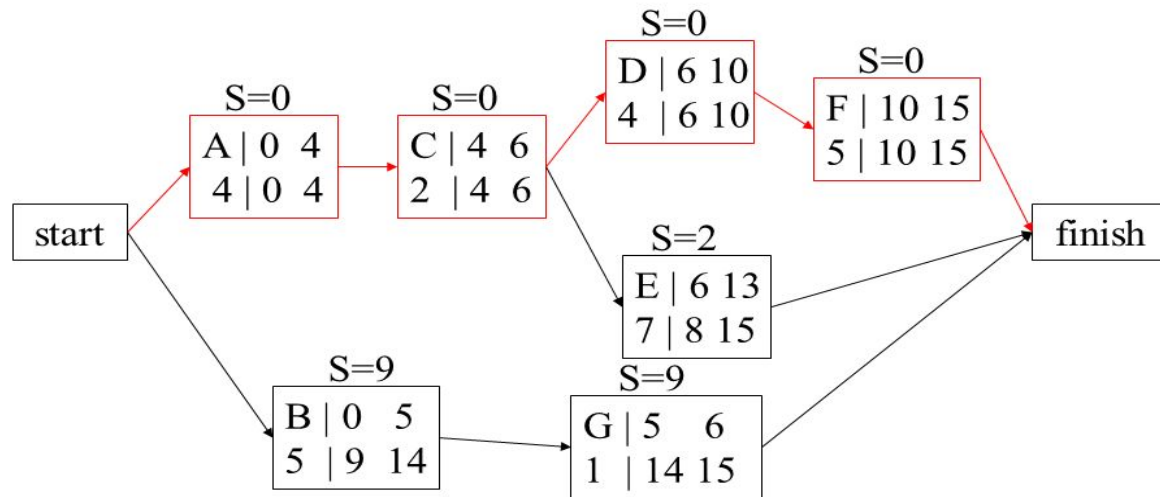 S=0
D | 6 10
4 | 6 10
S=0
F | 10 15
5 | 10 15
S=0
A | 0 4
4 | 0 4
S=0
C | 4 6
2 | 4 6
start
finish
S=2
E | 6 13
7 | 8 15
S=9
B | 0 5
5 | 9 14
S=9
G | 5 6
1 | 14 15